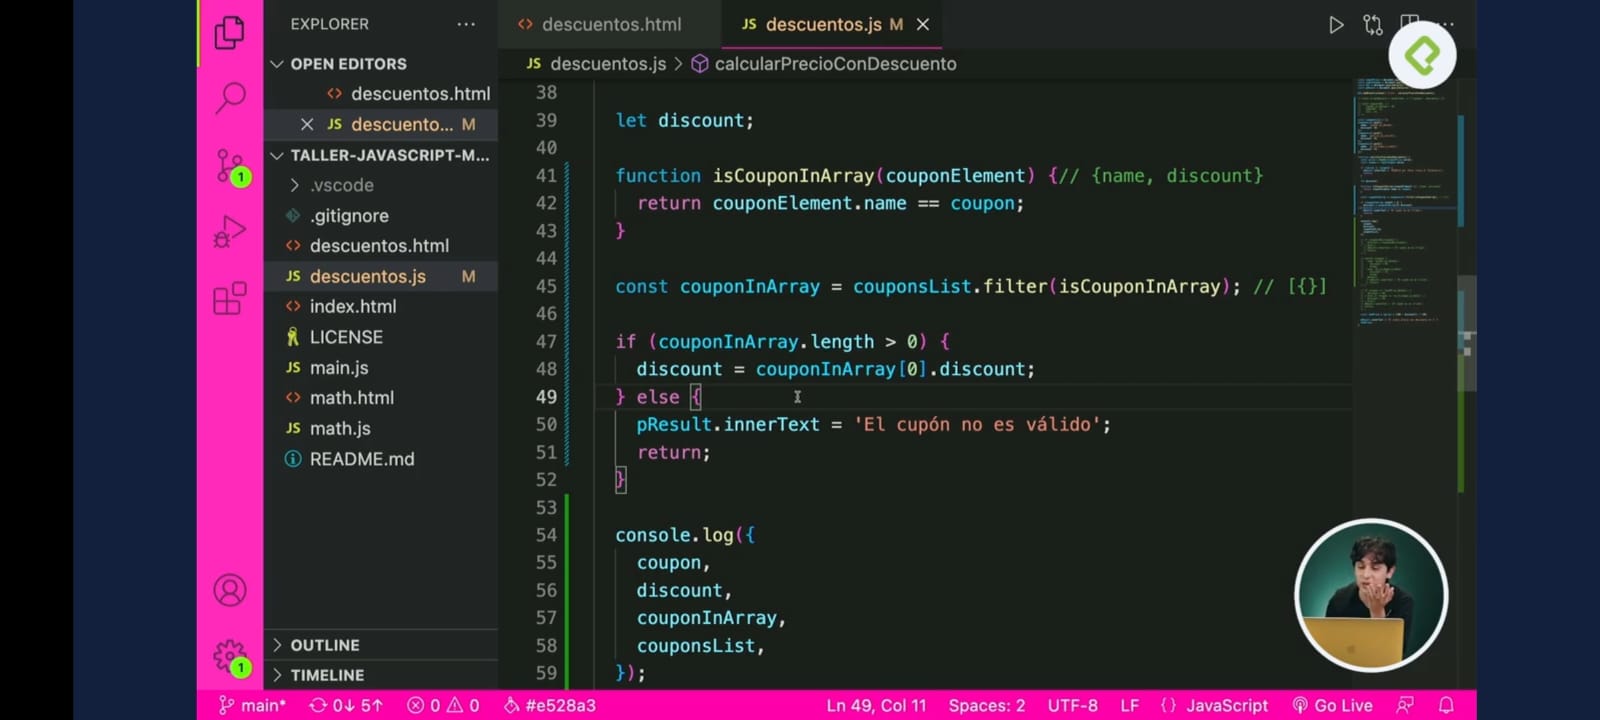 EXPLORER
···
descuentos.html
JS descuentos.js M
OPEN EDITORS
descuentos.html
JS descuento... M
TALLER-JAVASCRIPT-M...
.vscode
.gitignore
descuentos.html
JS descuentos.js M
index.html
LICENSE
JS main.js
math.html
JS math.js
README.md
OUTLINE
TIMELINE
1
1
JS descuentos.js > calcularPrecioConDescuento
38
39 let discount;
40
41 function isCouponInArray(couponElement) {// {name, discount}
42 return couponElement.name == coupon;
43 }
44
45 const couponInArray = couponsList.filter(isCouponInArray); // [{}]
46
47 if (couponInArray.length > 0) {
48 discount = couponInArray[0].discount;
49 } else {
50 pResult.innerText = 'El cupón no es válido';
51 return;
52 }
53
54 console.log({
55 coupon,
56 discount,
57 couponInArray,
58 couponsList,
59 });
main* 0↓ 5↑ 0 0 #e528a3 Ln 49, Col 11 Spaces: 2 UTF-8 LF {} JavaScript Go Live